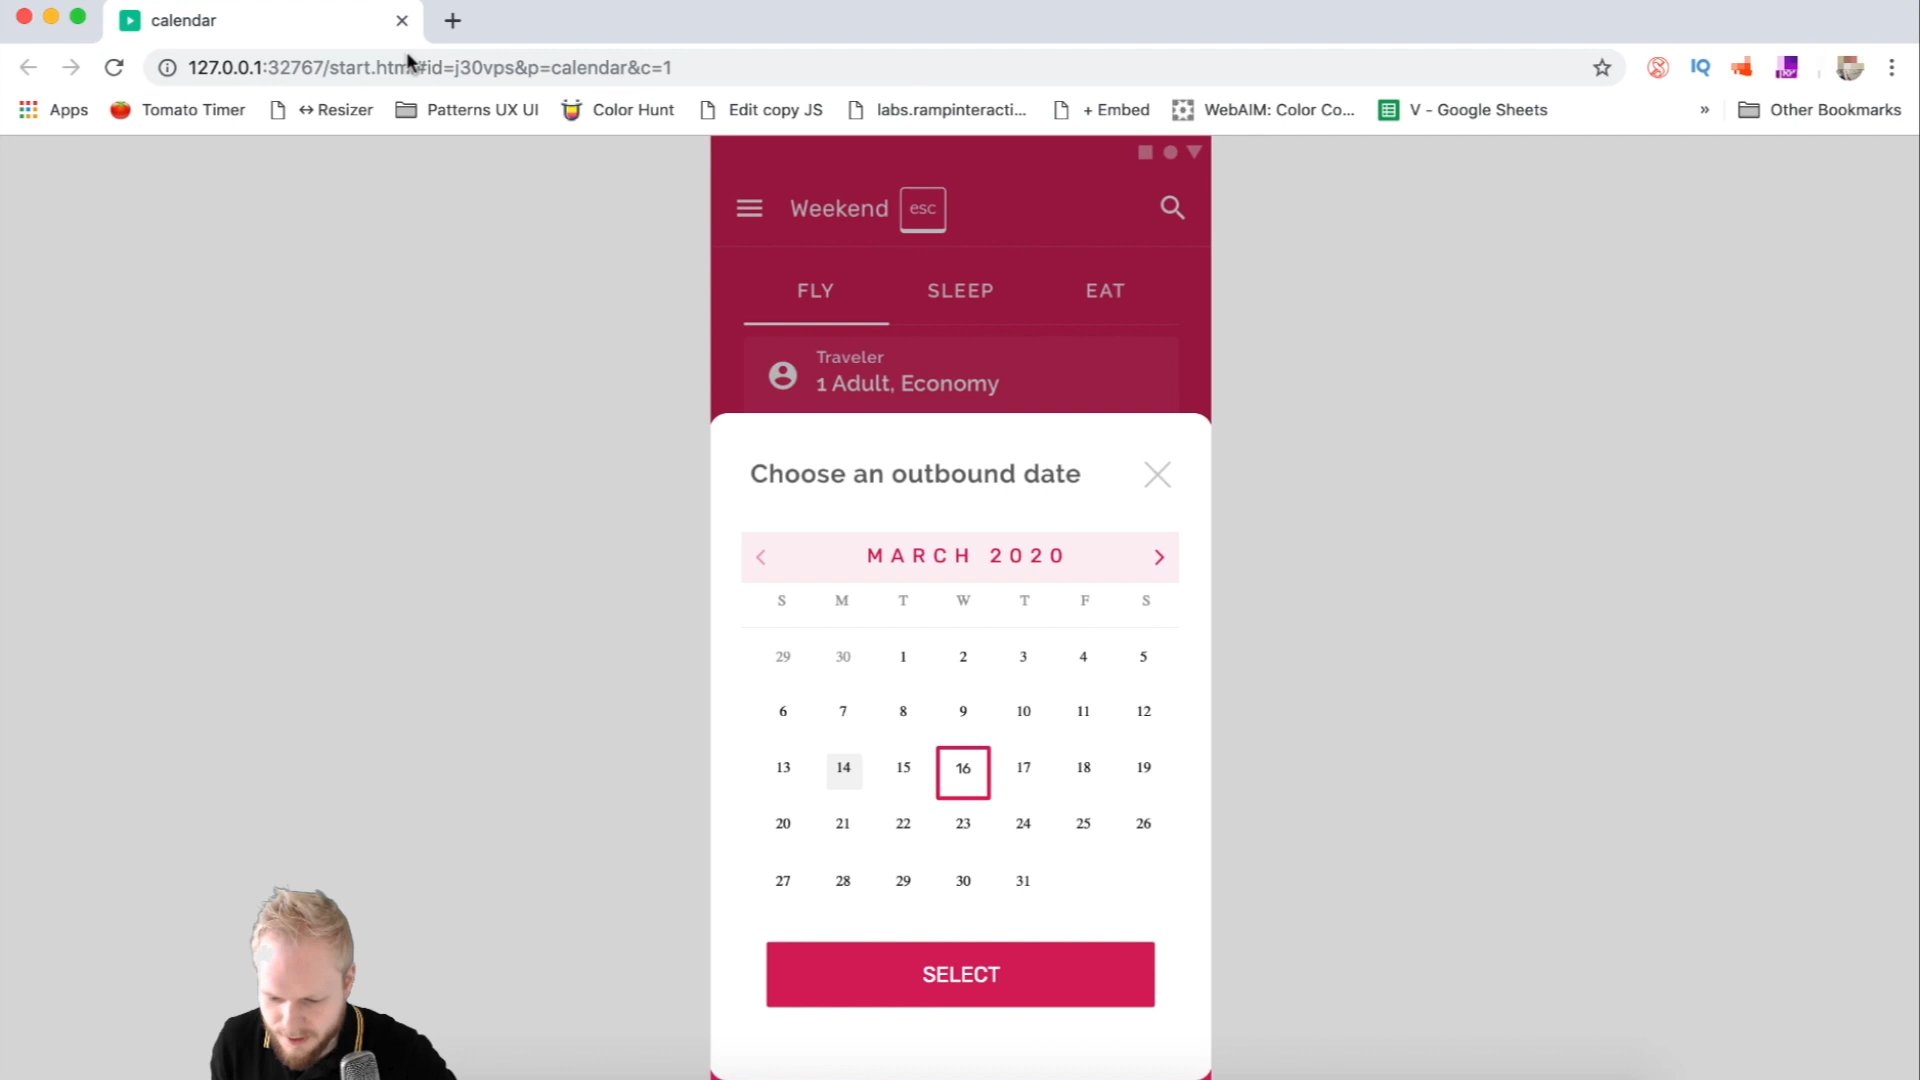 calendar
127.0.0.1:32767/start.htm#id=j30vps&p=calendar&c=1
IQ
Apps Tomato Timer ↔ Resizer Patterns UX UI Color Hunt Edit copy JS labs.rampinteracti... + Embed WebAIM: Color Co... V - Google Sheets » Other Bookmarks
Weekend esc
FLY SLEEP EAT
Traveler
1 Adult, Economy
Choose an outbound date
MARCH 2020
S M T W T F S
29 30 1 2 3 4 5
6 7 8 9 10 11 12
13 14 15 16 17 18 19
20 21 22 23 24 25 26
27 28 29 30 31
SELECT